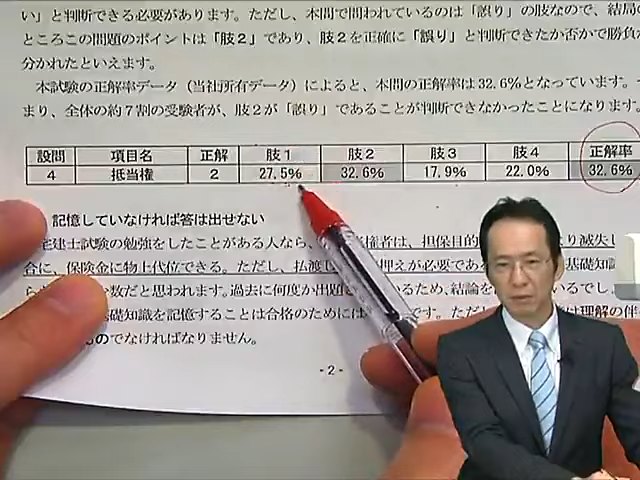 い」と判断できる必要があります。ただし、本問で問われているのは「誤り」の肢なので、結局
ところこの問題のポイントは「肢2」であり、肢2を正確に「誤り」と判断できたか否かで勝負
分かれたといえます。
本試験の正解率データ(当社所有データ)によると、本問の正解率は32.6%となっています。
まり、全体の約7割の受験者が、肢2が「誤り」であることが判断できなかったことになります。
設問 項目名 正解 肢1 肢2 肢3 肢4 正解率
4 抵当権 2 27.5% 32.6% 17.9% 22.0% 32.6%
記憶していなければ答は出せない
宅建士試験の勉強をしたことがある人なら、 権者は、担保目的 より滅失し
合に、保険金に物上代位できる。ただし、払渡し 押えが必要であ 基礎知識
少数だと思われます。過去に何度か出題 いるため、結論を いるでし
基礎知識を記憶することは合格のためには です。ただ は理解の伴
ものでなければなりません。
- 2 -